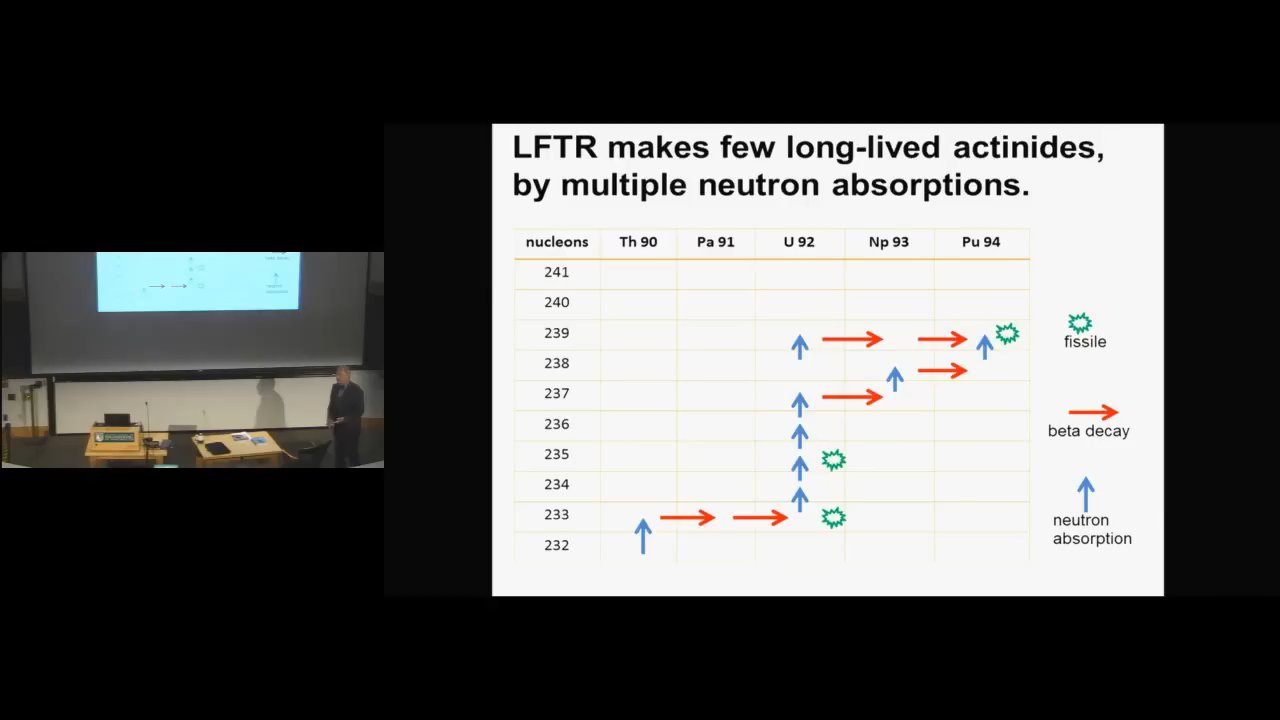 LFTR makes few long-lived actinides,
by multiple neutron absorptions.
nucleons Th 90 Pa 91 U 92 Np 93 Pu 94
241
240
239
238
237
236
235
234
233
232
fissile
beta decay
neutron
absorption